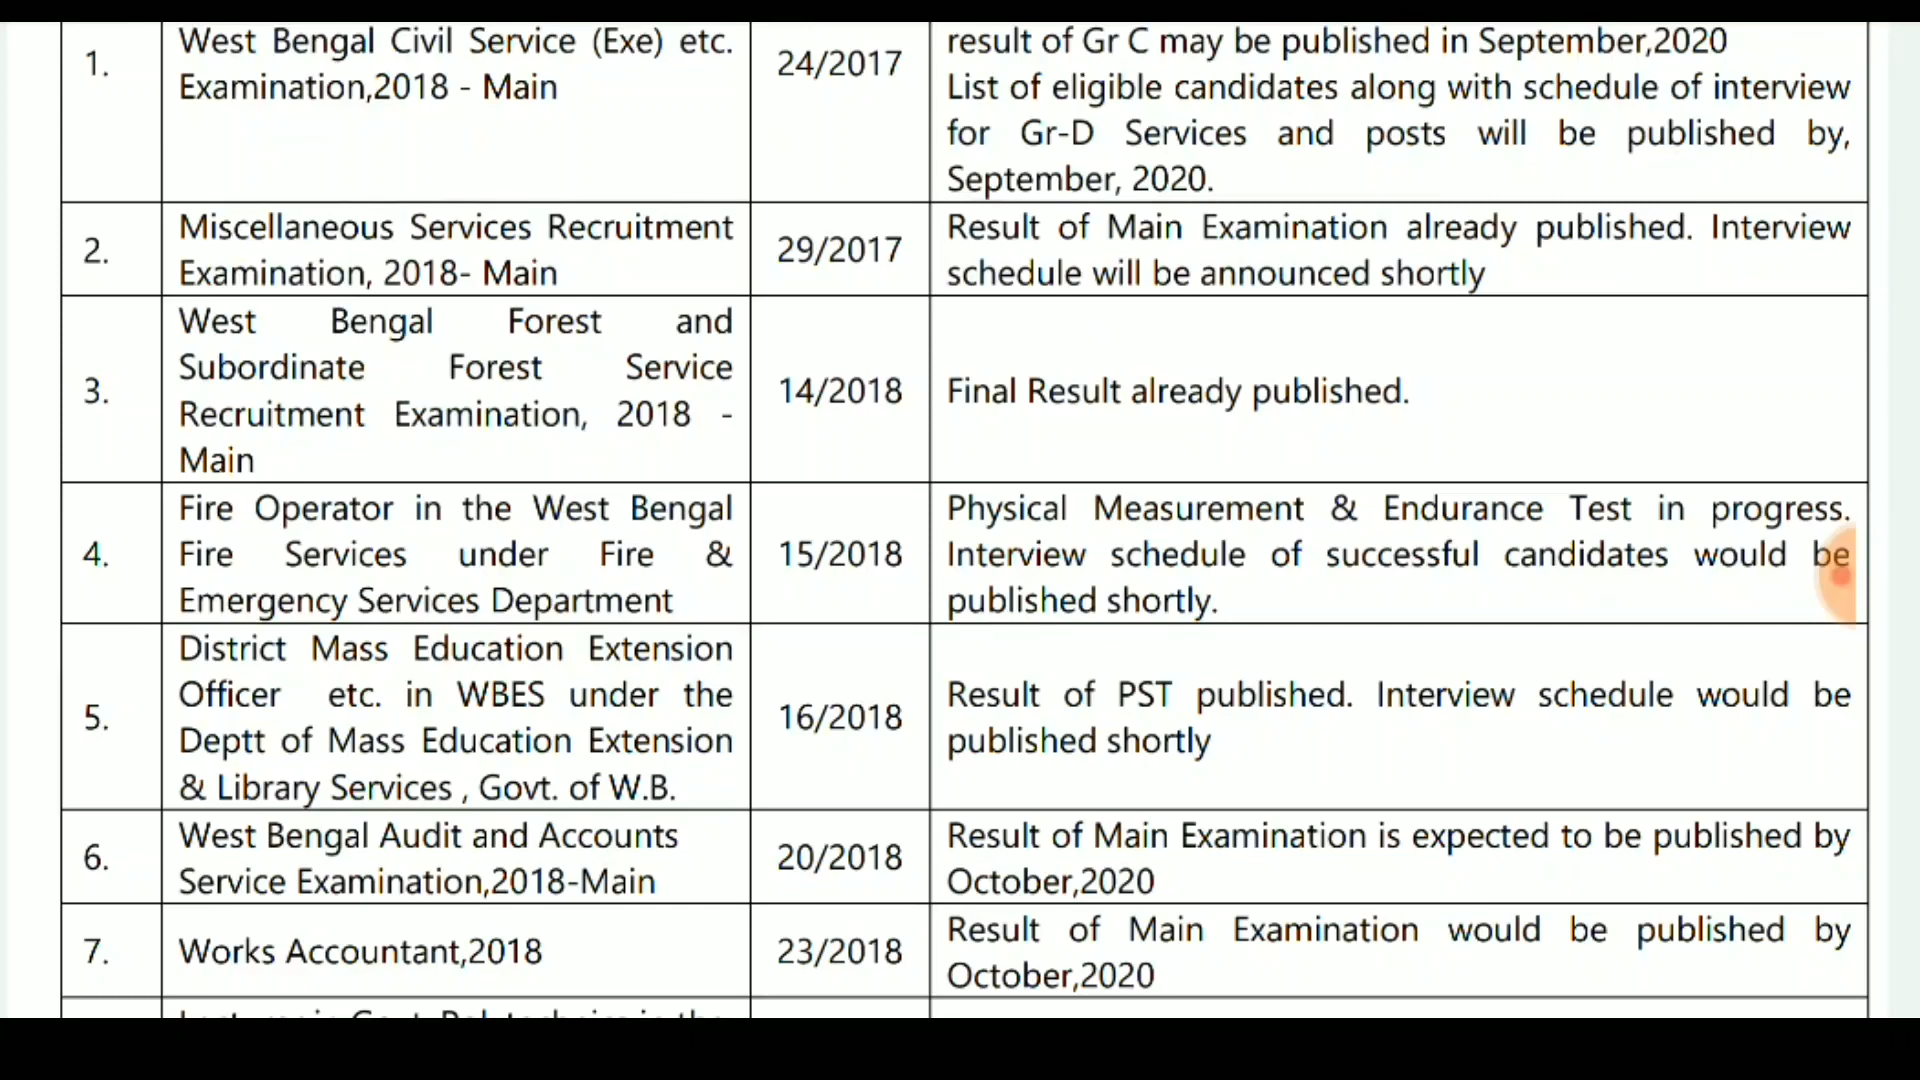 1.
West Bengal Civil Service (Exe) etc.
Examination,2018 - Main
24/2017
result of Gr C may be published in September,2020
List of eligible candidates along with schedule of interview
for Gr-D Services and posts will be published by,
September, 2020.
2.
Miscellaneous Services Recruitment
Examination, 2018- Main
29/2017
Result of Main Examination already published. Interview
schedule will be announced shortly
3.
West Bengal Forest and
Subordinate Forest Service
Recruitment Examination, 2018 -
Main
14/2018
Final Result already published.
4.
Fire Operator in the West Bengal
Fire Services under Fire &
Emergency Services Department
15/2018
Physical Measurement & Endurance Test in progress.
Interview schedule of successful candidates would be
published shortly.
5.
District Mass Education Extension
Officer etc. in WBES under the
Deptt of Mass Education Extension
& Library Services , Govt. of W.B.
16/2018
Result of PST published. Interview schedule would be
published shortly
6.
West Bengal Audit and Accounts
Service Examination,2018-Main
20/2018
Result of Main Examination is expected to be published by
October,2020
7.
Works Accountant,2018
23/2018
Result of Main Examination would be published by
October,2020